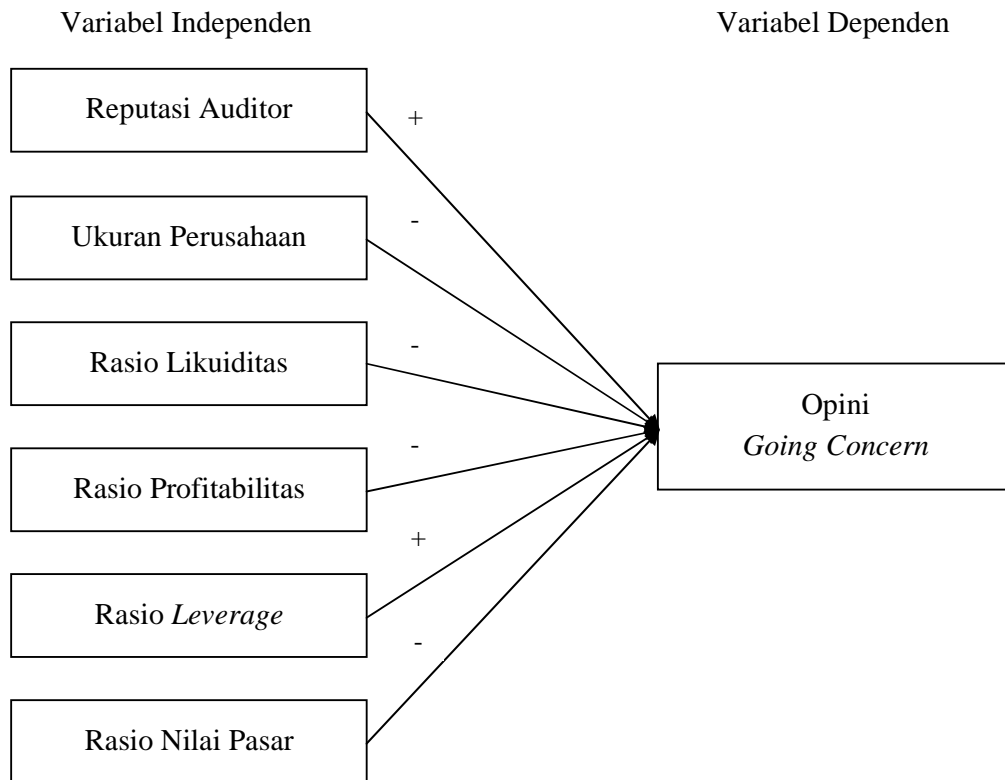 Variabel Independen
Variabel Dependen
Reputasi Auditor
+
Ukuran Perusahaan
-
Rasio Likuiditas
-
Opini
Going Concern
Rasio Profitabilitas
-
Rasio Leverage
+
Rasio Nilai Pasar
-